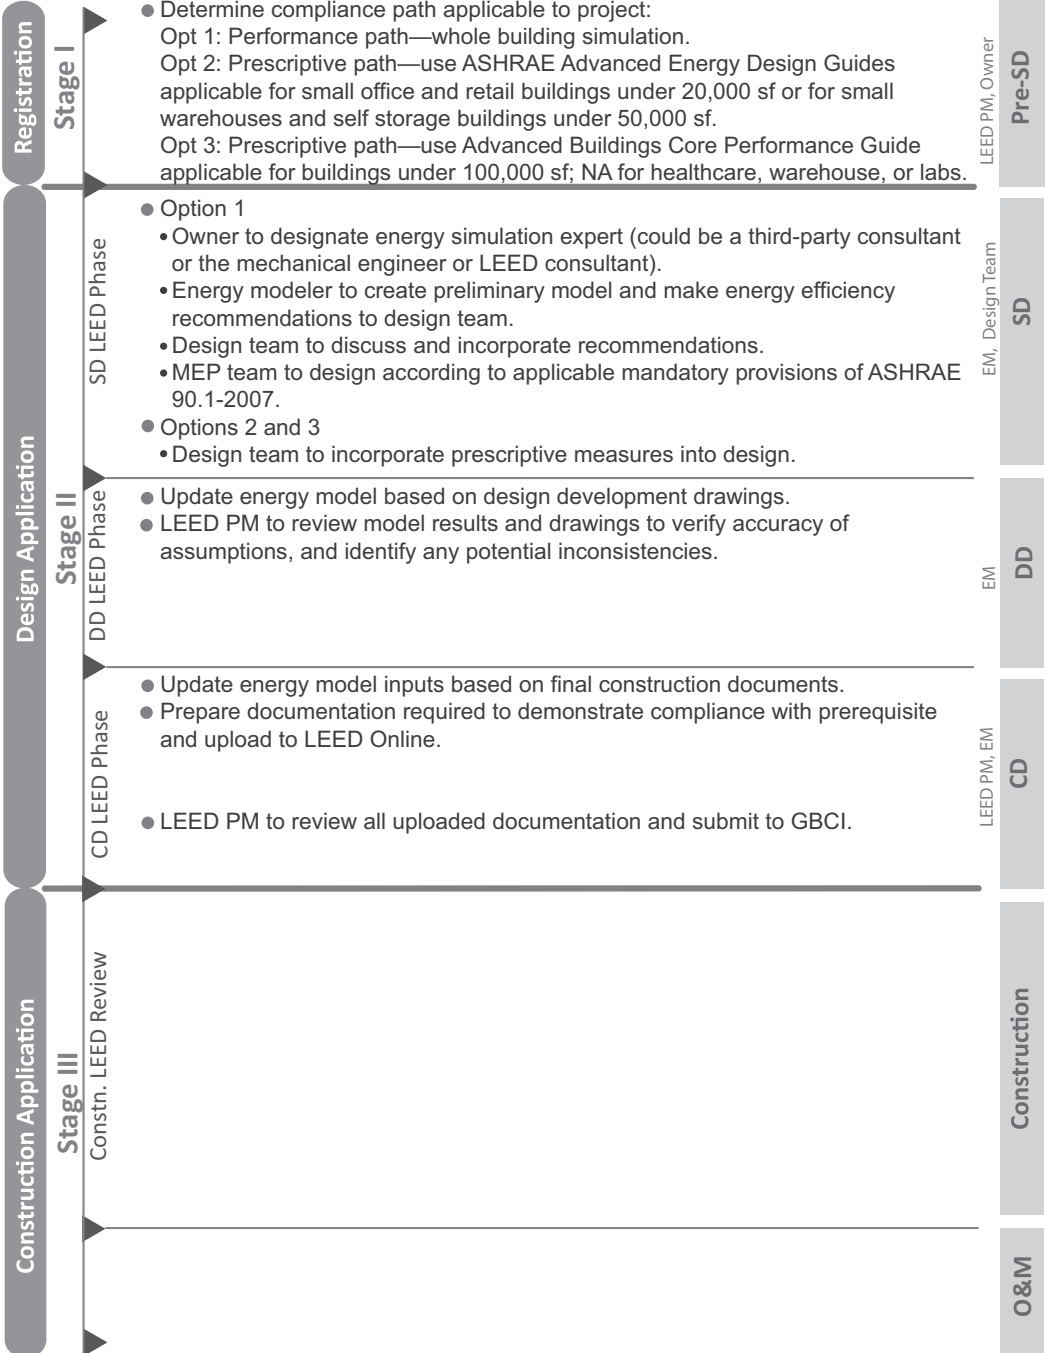 Registration
Stage I
● Determine compliance path applicable to project:
Opt 1: Performance path—whole building simulation.
Opt 2: Prescriptive path—use ASHRAE Advanced Energy Design Guides
applicable for small office and retail buildings under 20,000 sf or for small
warehouses and self storage buildings under 50,000 sf.
Opt 3: Prescriptive path—use Advanced Buildings Core Performance Guide
applicable for buildings under 100,000 sf; NA for healthcare, warehouse, or labs.
LEED PM, Owner
Pre-SD
Design Application
Stage II
SD LEED Phase
● Option 1
• Owner to designate energy simulation expert (could be a third-party consultant
or the mechanical engineer or LEED consultant).
• Energy modeler to create preliminary model and make energy efficiency
recommendations to design team.
• Design team to discuss and incorporate recommendations.
• MEP team to design according to applicable mandatory provisions of ASHRAE
90.1-2007.
● Options 2 and 3
• Design team to incorporate prescriptive measures into design.
EM, Design Team
SD
DD LEED Phase
● Update energy model based on design development drawings.
● LEED PM to review model results and drawings to verify accuracy of
assumptions, and identify any potential inconsistencies.
EM
DD
CD LEED Phase
● Update energy model inputs based on final construction documents.
● Prepare documentation required to demonstrate compliance with prerequisite
and upload to LEED Online.
● LEED PM to review all uploaded documentation and submit to GBCI.
LEED PM, EM
CD
Construction Application
Stage III
Constn. LEED Review
Construction
O&M